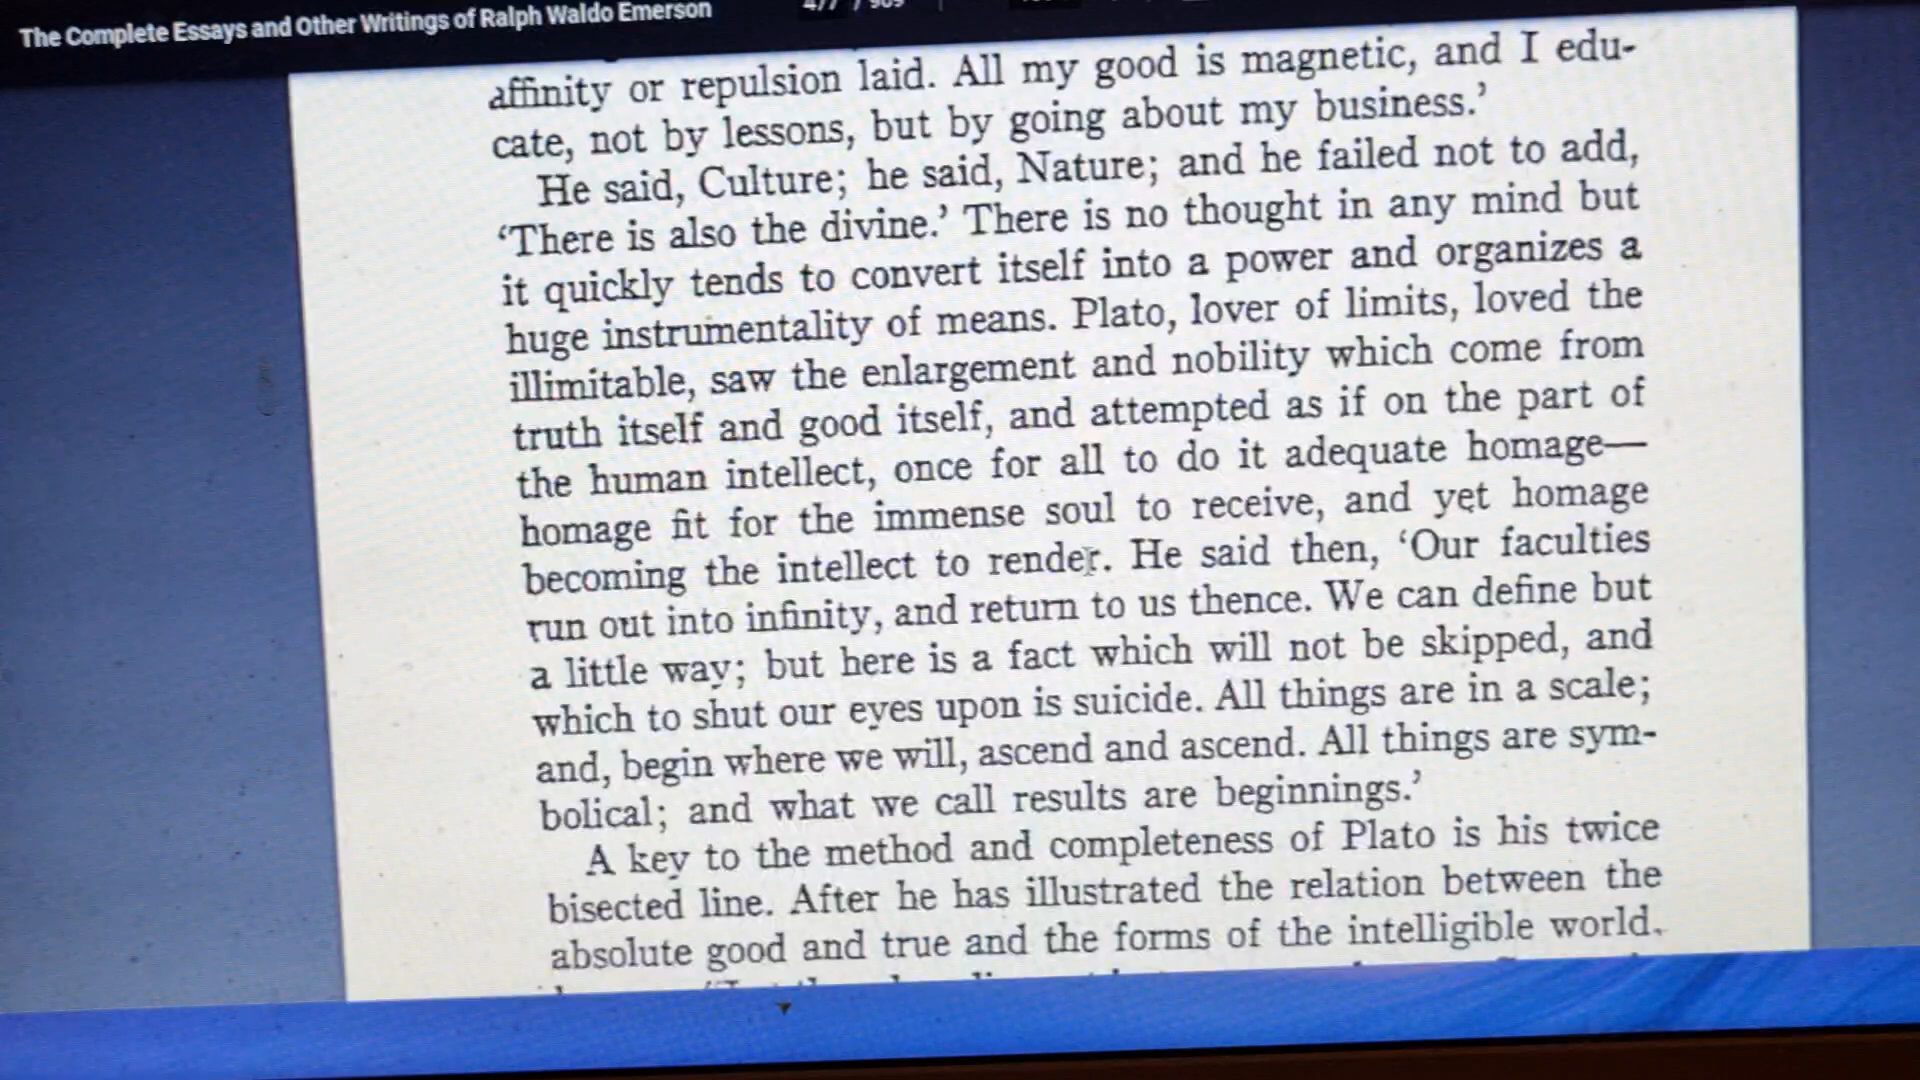 The Complete Essays and Other Writings of Ralph Waldo Emerson
affinity or repulsion laid. All my good is magnetic, and I edu-
cate, not by lessons, but by going about my business.’
He said, Culture; he said, Nature; and he failed not to add,
‘There is also the divine.’ There is no thought in any mind but
it quickly tends to convert itself into a power and organizes a
huge instrumentality of means. Plato, lover of limits, loved the
illimitable, saw the enlargement and nobility which come from
truth itself and good itself, and attempted as if on the part of
the human intellect, once for all to do it adequate homage—
homage fit for the immense soul to receive, and yet homage
becoming the intellect to render. He said then, ‘Our faculties
run out into infinity, and return to us thence. We can define but
a little way; but here is a fact which will not be skipped, and
which to shut our eyes upon is suicide. All things are in a scale;
and, begin where we will, ascend and ascend. All things are sym-
bolical; and what we call results are beginnings.’
A key to the method and completeness of Plato is his twice
bisected line. After he has illustrated the relation between the
absolute good and true and the forms of the intelligible world,